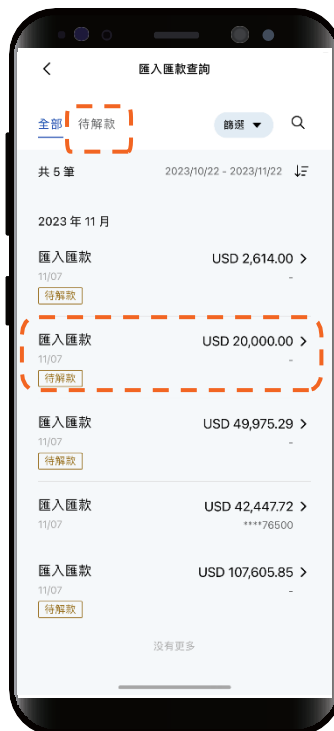 匯入匯款查詢
全部 待解款 篩選
共 5 筆 2023/10/22 - 2023/11/22
2023 年 11 月
匯入匯款 USD 2,614.00
11/07 -
待解款
匯入匯款 USD 20,000.00
11/07 -
待解款
匯入匯款 USD 49,975.29
11/07 -
待解款
匯入匯款 USD 42,447.72
11/07 ****76500
匯入匯款 USD 107,605.85
11/07 -
待解款
沒有更多